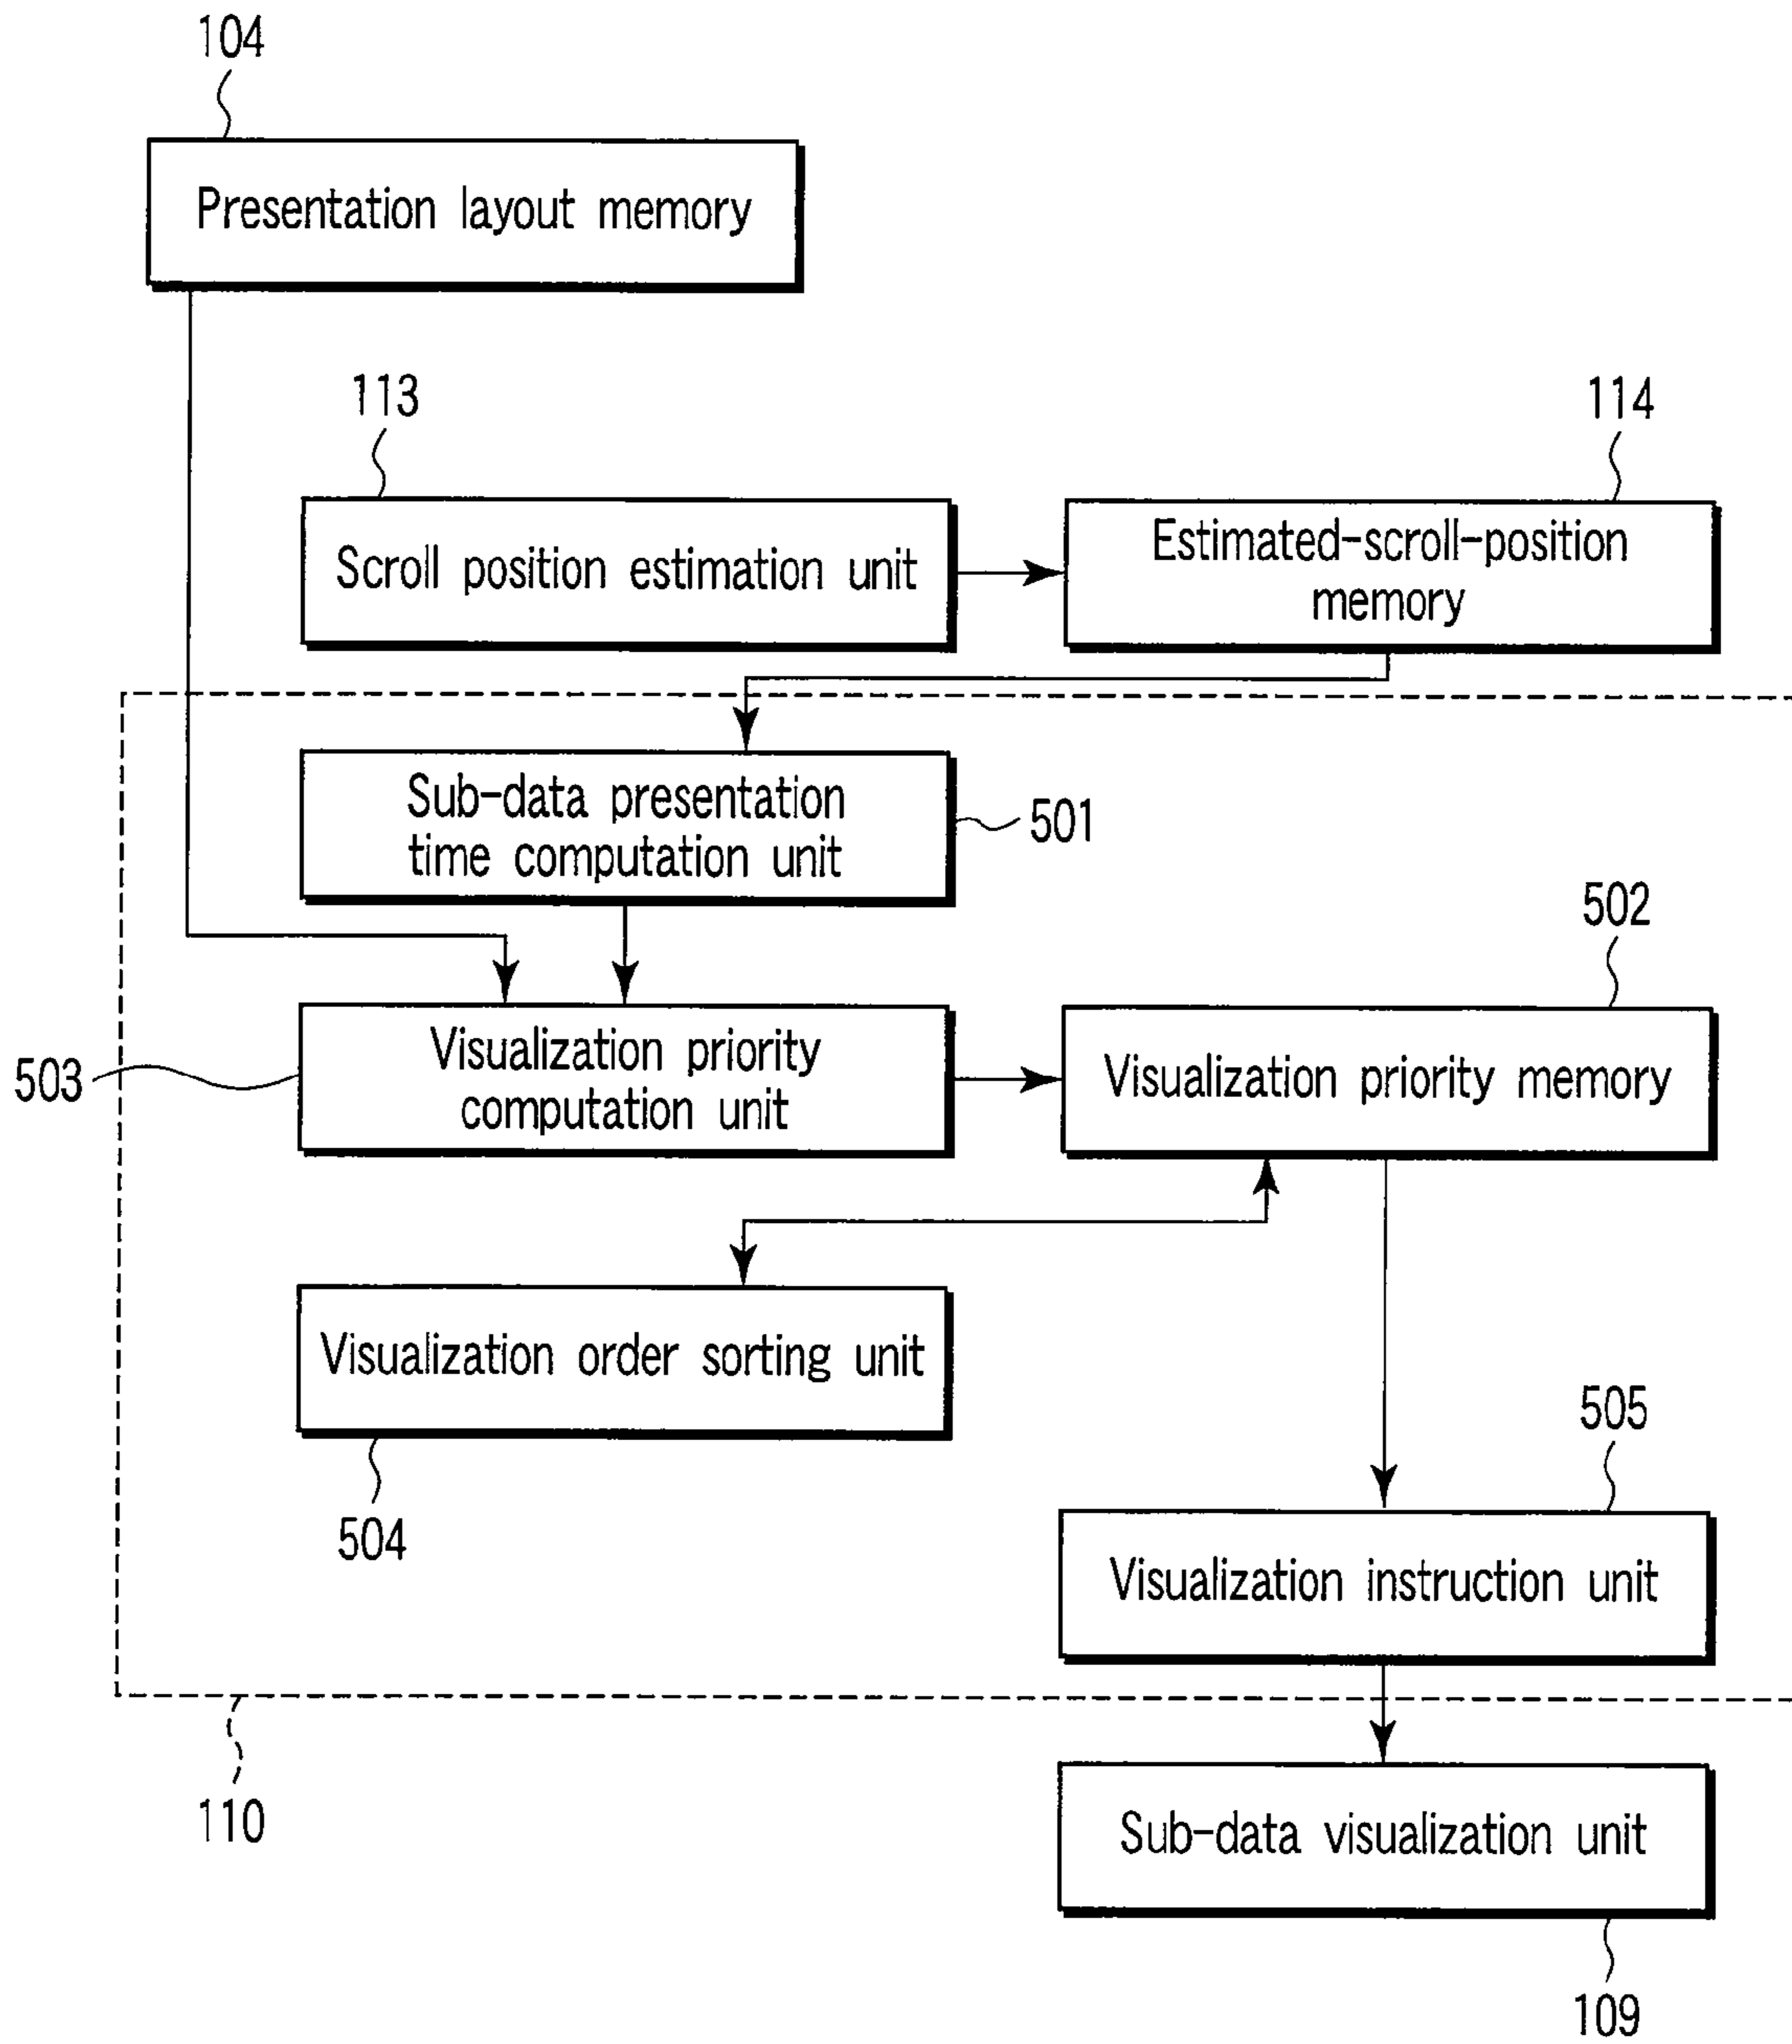 104
Presentation layout memory
113
114
Scroll position estimation unit
Estimated-scroll-position
memory
Sub-data presentation
time computation unit
501
502
503
Visualization priority
computation unit
Visualization priority memory
Visualization order sorting unit
504
505
Visualization instruction unit
110
Sub-data visualization unit
109